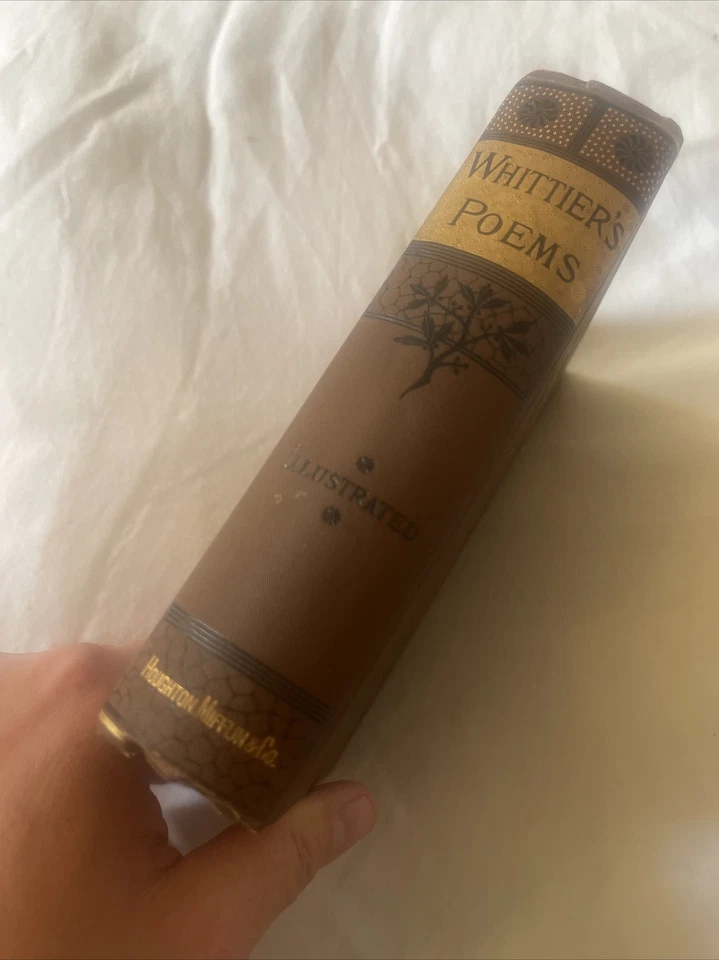 WHITTIER'S
POEMS
ILLUSTRATED
HOUGHTON MIFFLIN & Co.